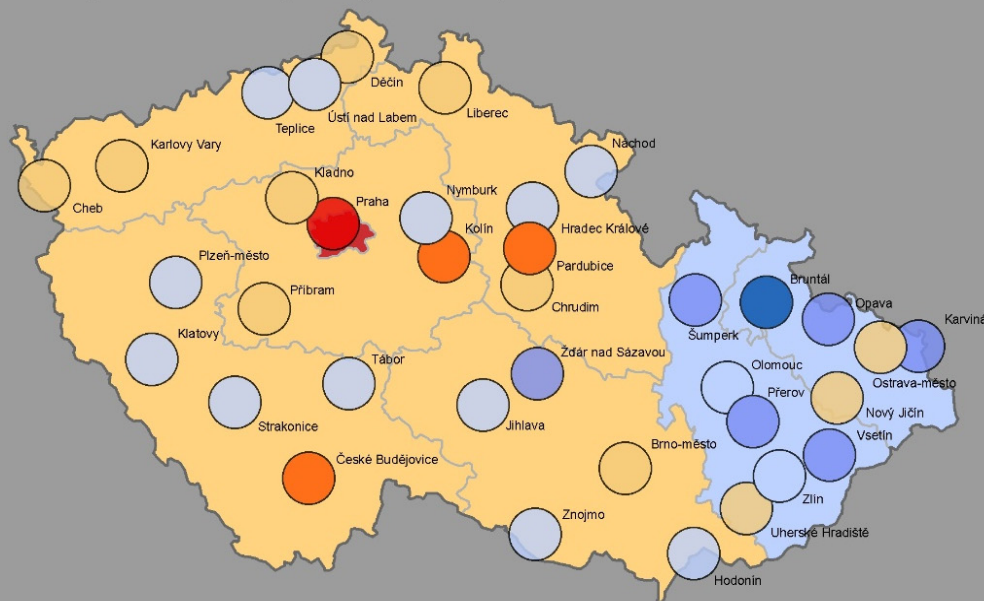 Děčín
Teplice
Ústí nad Labem
Liberec
Karlovy Vary
Cheb
Náchod
Kladno
Praha
Nymburk
Kolín
Hradec Králové
Pardubice
Chrudim
Plzeň-město
Příbram
Klatovy
Tábor
Strakonice
České Budějovice
Žďár nad Sázavou
Jihlava
Brno-město
Znojmo
Hodonín
Šumperk
Bruntál
Opava
Karviná
Ostrava-město
Olomouc
Přerov
Nový Jičín
Vsetín
Zlín
Uherské Hradiště